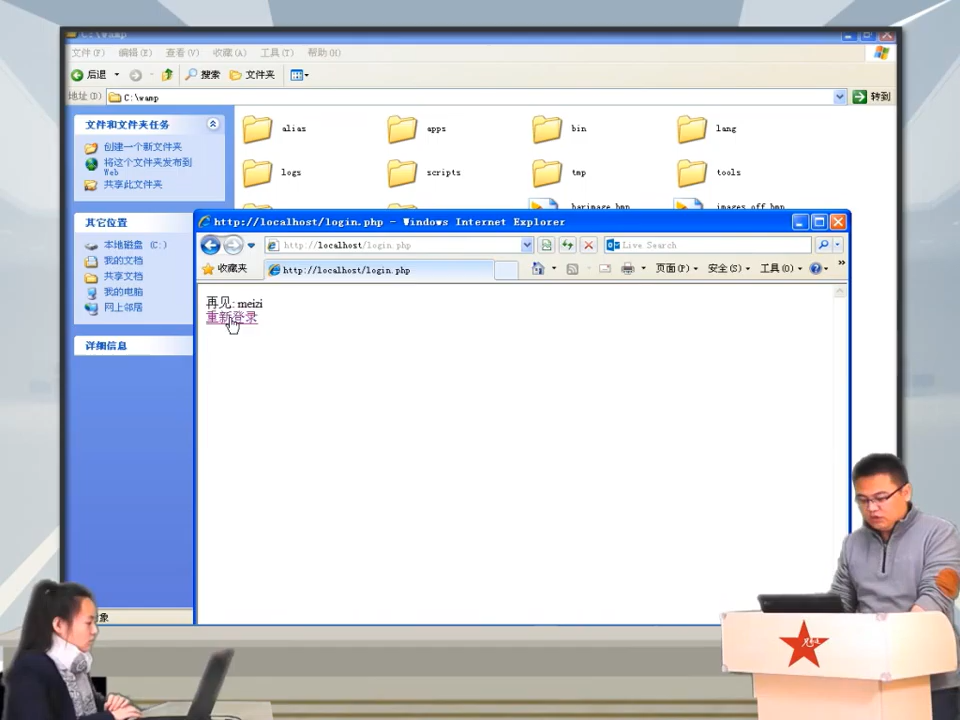 C:\wamp
文件(F) 编辑(E) 查看(V) 收藏(A) 工具(T) 帮助(H)
后退 搜索 文件夹
地址(D) C:\wamp 转到
文件和文件夹任务
创建一个新文件夹
将这个文件夹发布到
Web
共享此文件夹
其它位置
本地磁盘 (C:)
我的文档
共享文档
我的电脑
网上邻居
详细信息
alias apps bin lang
logs scripts tmp tools
barimage.bmp images_off.bmp
http://localhost/login.php - Windows Internet Explorer
http://localhost/login.php Live Search
收藏夹 http://localhost/login.php 页面(P) 安全(S) 工具(O)
再见: meizi
重新登录
象